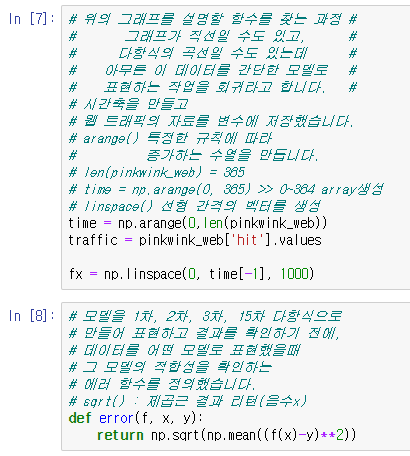 In [7]:
# 위의 그래프를 설명할 함수를 찾는 과정 #
# 그래프가 직선일 수도 있고, #
# 다항식의 곡선일 수도 있는데 #
# 아무튼 이 데이터를 간단한 모델로 #
# 표현하는 작업을 회귀라고 합니다. #
# 시간축을 만들고
# 웹 트래픽의 자료를 변수에 저장했습니다.
# arange() 특정한 규칙에 따라
# 증가하는 수열을 만듭니다.
# len(pinkwink_web) = 365
# time = np.arange(0, 365) >> 0~364 array생성
# linspace() 선형 간격의 벡터를 생성
time = np.arange(0,len(pinkwink_web))
traffic = pinkwink_web['hit'].values
fx = np.linspace(0, time[-1], 1000)
In [8]:
# 모델을 1차, 2차, 3차, 15차 다항식으로
# 만들어 표현하고 결과를 확인하기 전에,
# 데이터를 어떤 모델로 표현했을때
# 그 모델의 적합성을 확인하는
# 에러 함수를 정의했습니다.
# sqrt() : 제곱근 결과 리턴(음수x)
def error(f, x, y):
return np.sqrt(np.mean((f(x)-y)**2))